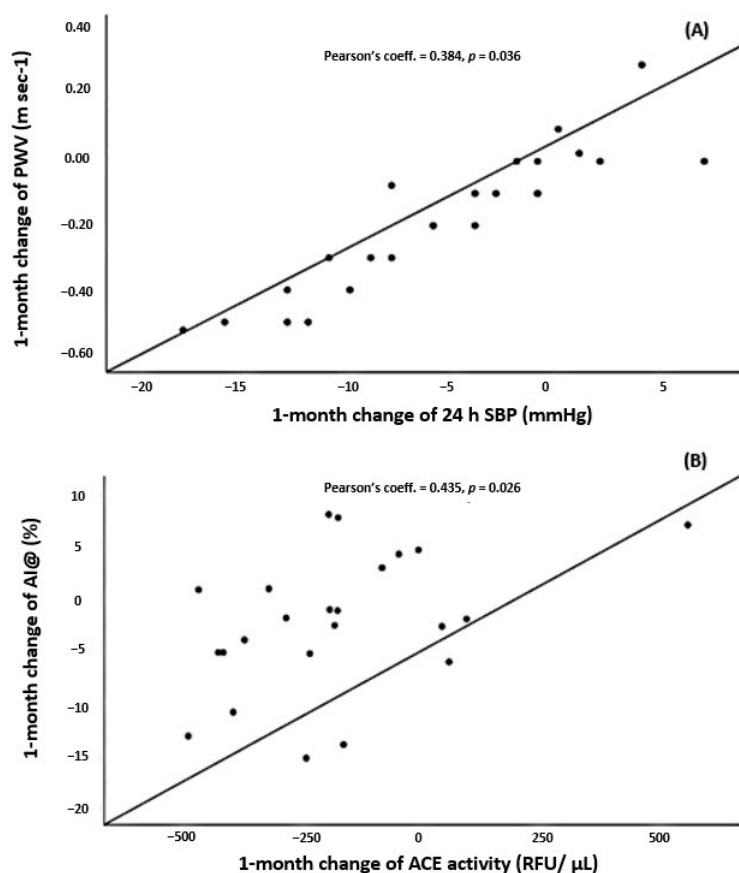 (A)
Pearson's coeff. = 0.384, p = 0.036
1-month change of PWV (m sec-1)
0.40
0.20
0.00
−0.20
−0.40
−0.60
−20 −15 −10 −5 0 5
1-month change of 24 h SBP (mmHg)
(B)
Pearson's coeff. = 0.435, p = 0.026
1-month change of AI@ (%)
10
5
0
−5
−10
−15
−20
−500 −250 0 250 500
1-month change of ACE activity (RFU/ µL)